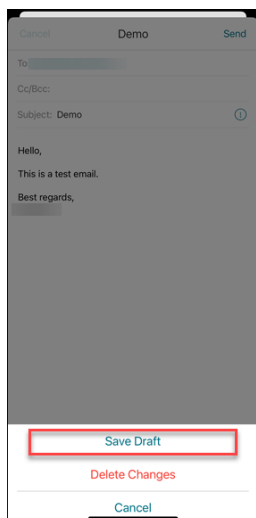 Cancel Demo Send
To
Cc/Bcc:
Subject: Demo
Hello,
This is a test email.
Best regards,
Save Draft
Delete Changes
Cancel